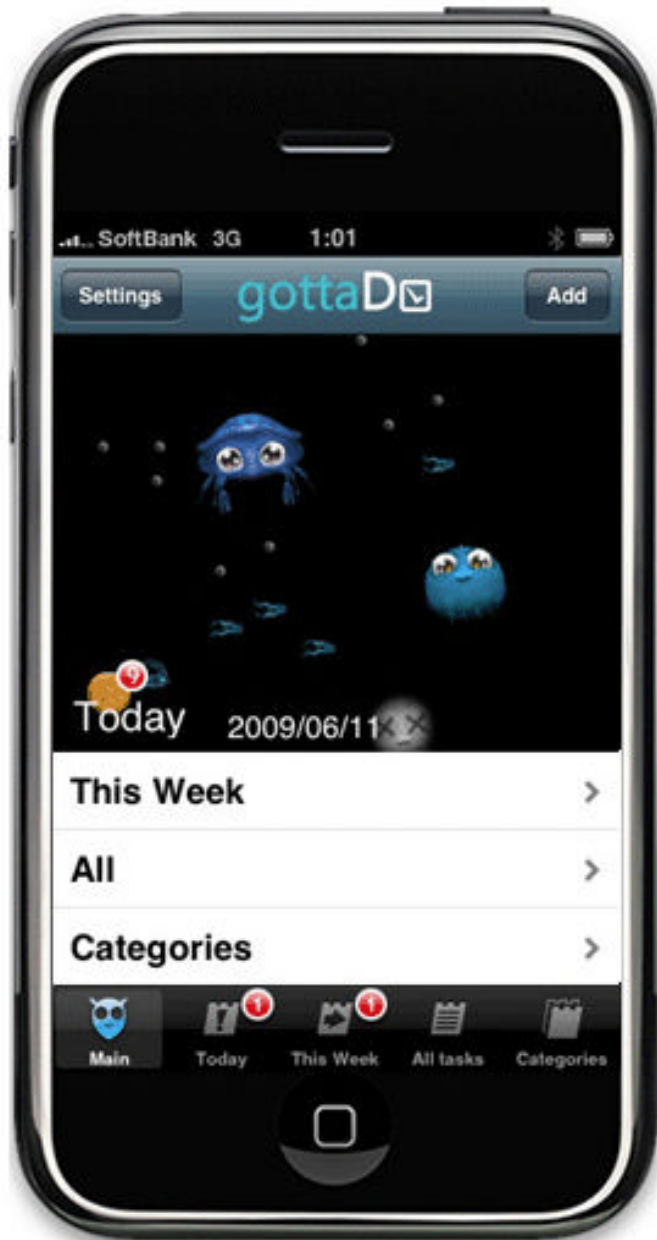 SoftBank 3G 1:01
Settings gottaDo Add
9
Today 2009/06/11
This Week
All
Categories
1 1
Main Today This Week All tasks Categories